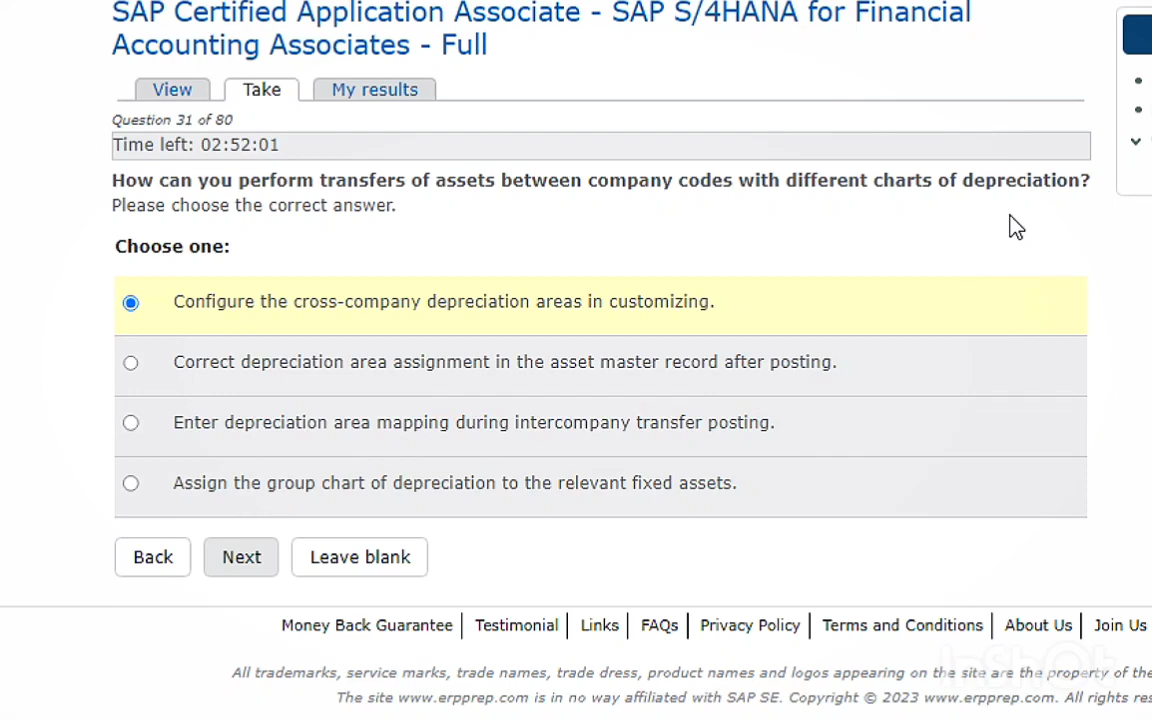 SAP Certified Application Associate - SAP S/4HANA for Financial
Accounting Associates - Full
View Take My results
Question 31 of 80
Time left: 02:52:01
How can you perform transfers of assets between company codes with different charts of depreciation?
Please choose the correct answer.
Choose one:
Configure the cross-company depreciation areas in customizing.
Correct depreciation area assignment in the asset master record after posting.
Enter depreciation area mapping during intercompany transfer posting.
Assign the group chart of depreciation to the relevant fixed assets.
Back Next Leave blank
Money Back Guarantee Testimonial Links FAQs Privacy Policy Terms and Conditions About Us Join Us
InShOt
All trademarks, service marks, trade names, trade dress, product names and logos appearing on the site are the property of the
The site www.erpprep.com is in no way affiliated with SAP SE. Copyright © 2023 www.erpprep.com. All rights